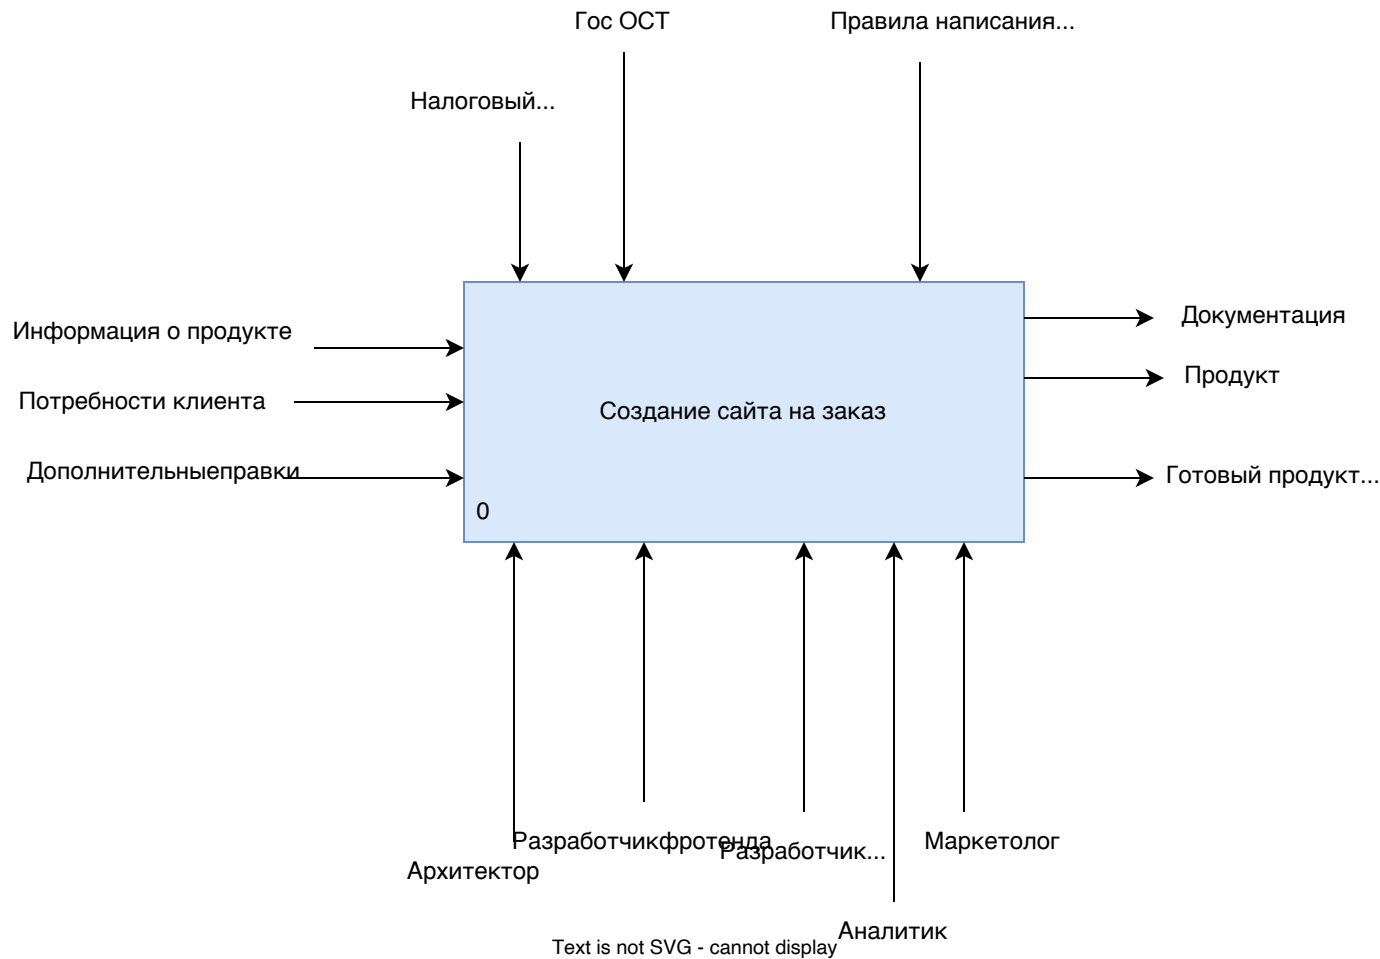 Гос ОСТ
Правила написания...
Налоговый...
Информация о продукте
Документация
Продукт
Потребности клиента
Создание сайта на заказ
Дополнительныеправки
Готовый продукт...
0
Разработчикфротенда
Разработчик...
Маркетолог
Архитектор
Аналитик
Text is not SVG - cannot display